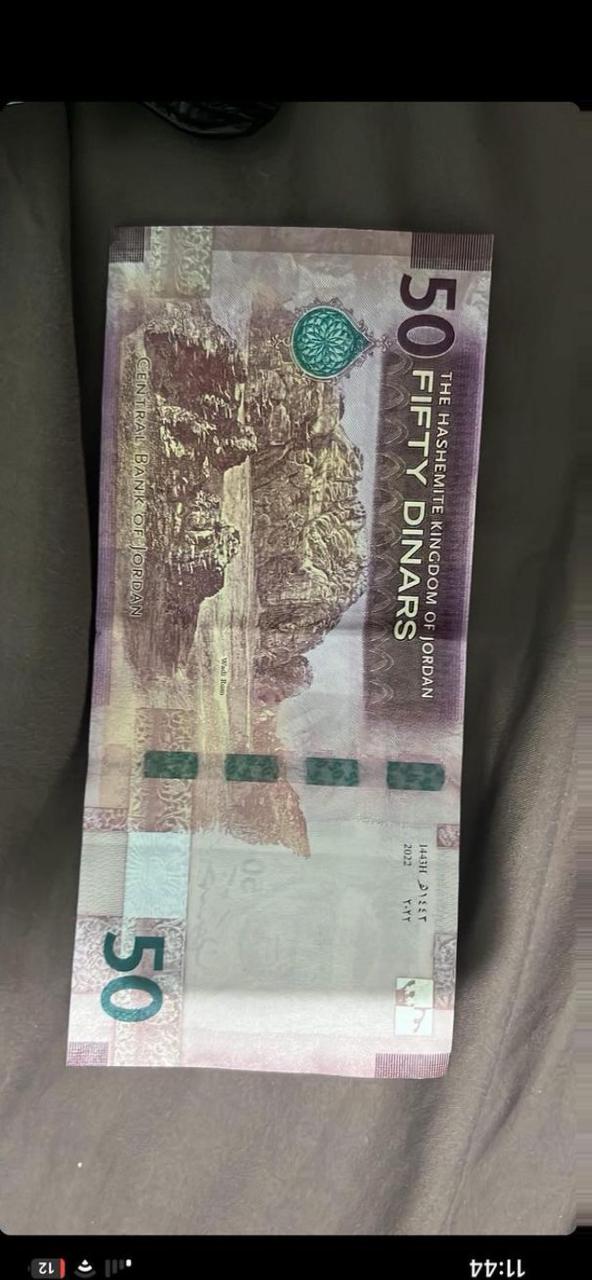 THE HASHEMITE KINGDOM OF JORDAN
50 FIFTY DINARS
1443H ١٤٤٣هـ
2022 ٢٠٢٢
Wadi Rum
CENTRAL BANK OF JORDAN
50
11:44
12